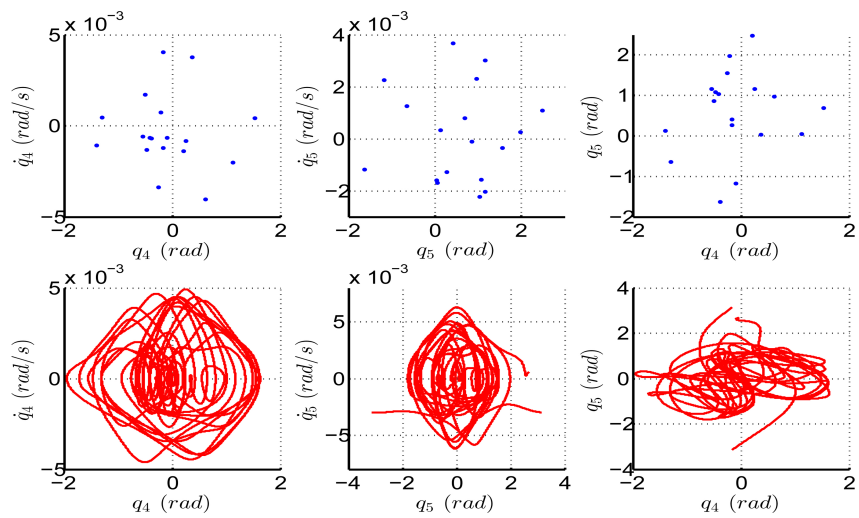 x 10⁻³ x 10⁻³
5 4 2
0 2 1
−5 0 0
−2 −1
−2
q̇₄ (rad/s) q̇₅ (rad/s) q₅ (rad)
−2 0 2 −2 0 2 −2 0 2
q₄ (rad) q₅ (rad) q₄ (rad)
x 10⁻³ x 10⁻³
5 5 4
0 0 2
−5 −5 0
−2
−4
q̇₄ (rad/s) q̇₅ (rad/s) q₅ (rad)
−2 0 2 −4 −2 0 2 4 −2 0 2
q₄ (rad) q₅ (rad) q₄ (rad)